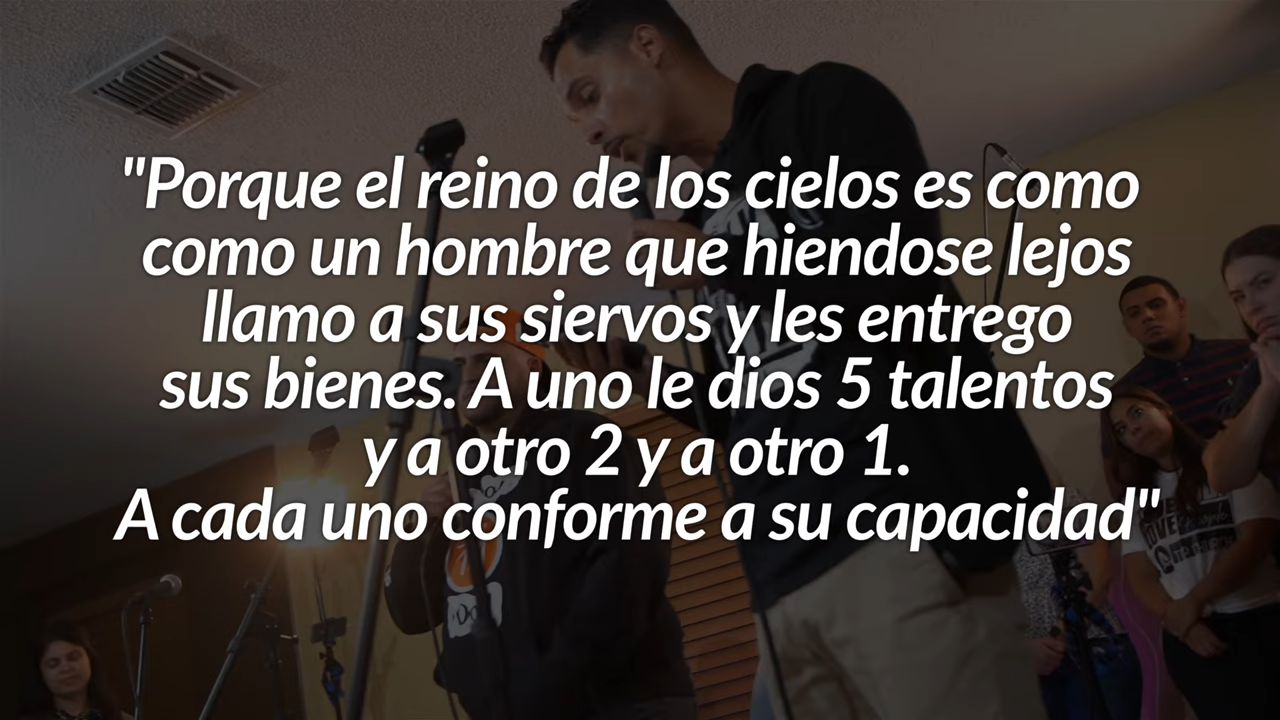 "Porque el reino de los cielos es como
como un hombre que hiendose lejos
llamo a sus siervos y les entrego
sus bienes. A uno le dios 5 talentos
y a otro 2 y a otro 1.
A cada uno conforme a su capacidad"